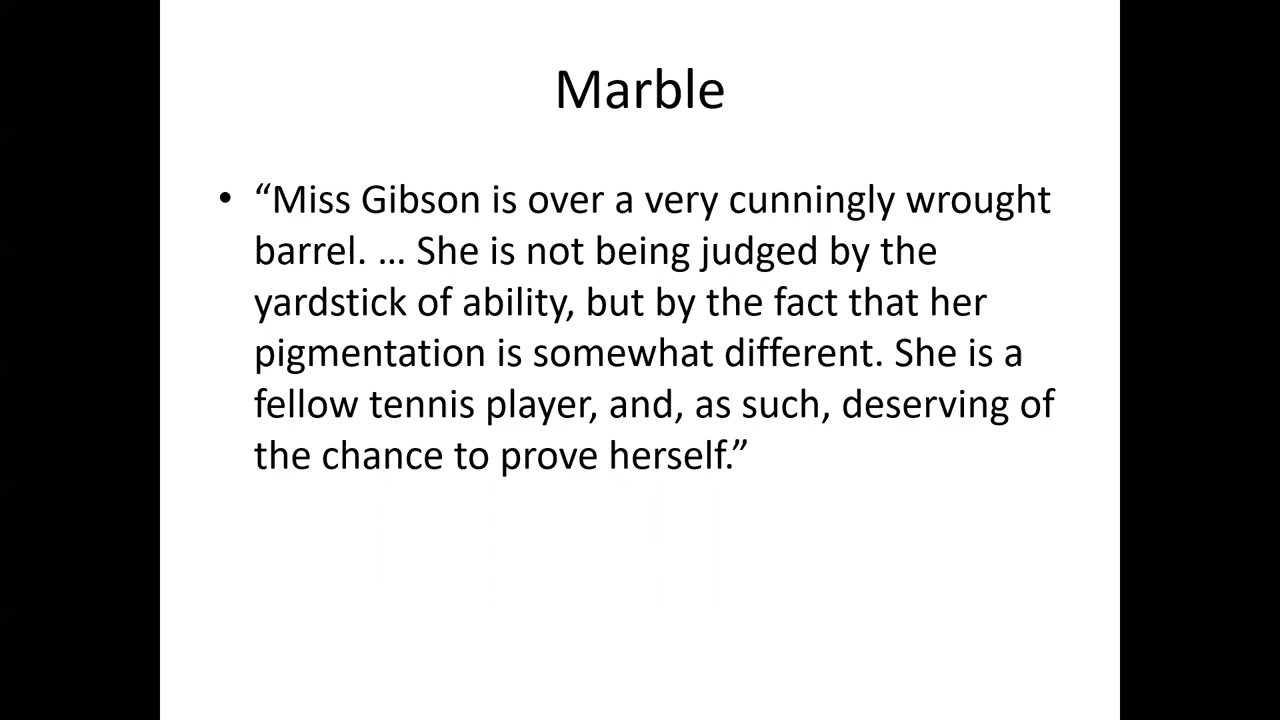 Marble
• “Miss Gibson is over a very cunningly wrought
barrel. … She is not being judged by the
yardstick of ability, but by the fact that her
pigmentation is somewhat different. She is a
fellow tennis player, and, as such, deserving of
the chance to prove herself.”